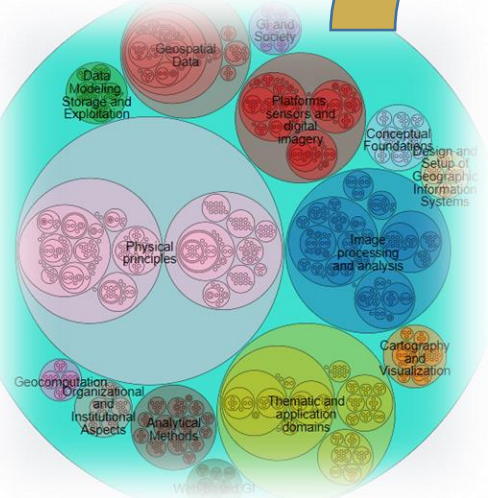 GI and
Society
Geospatial
Data
Data
Modeling,
Storage and
Exploitation
Platforms,
sensors and
digital
imagery
Conceptual
Foundations
Design and
Setup of
Geographic
Information
Systems
Physical
principles
Image
processing
and analysis
Cartography
and
Visualization
Geocomputation
Organizational
and
Institutional
Aspects
Analytical
Methods
Thematic and
application
domains
GI